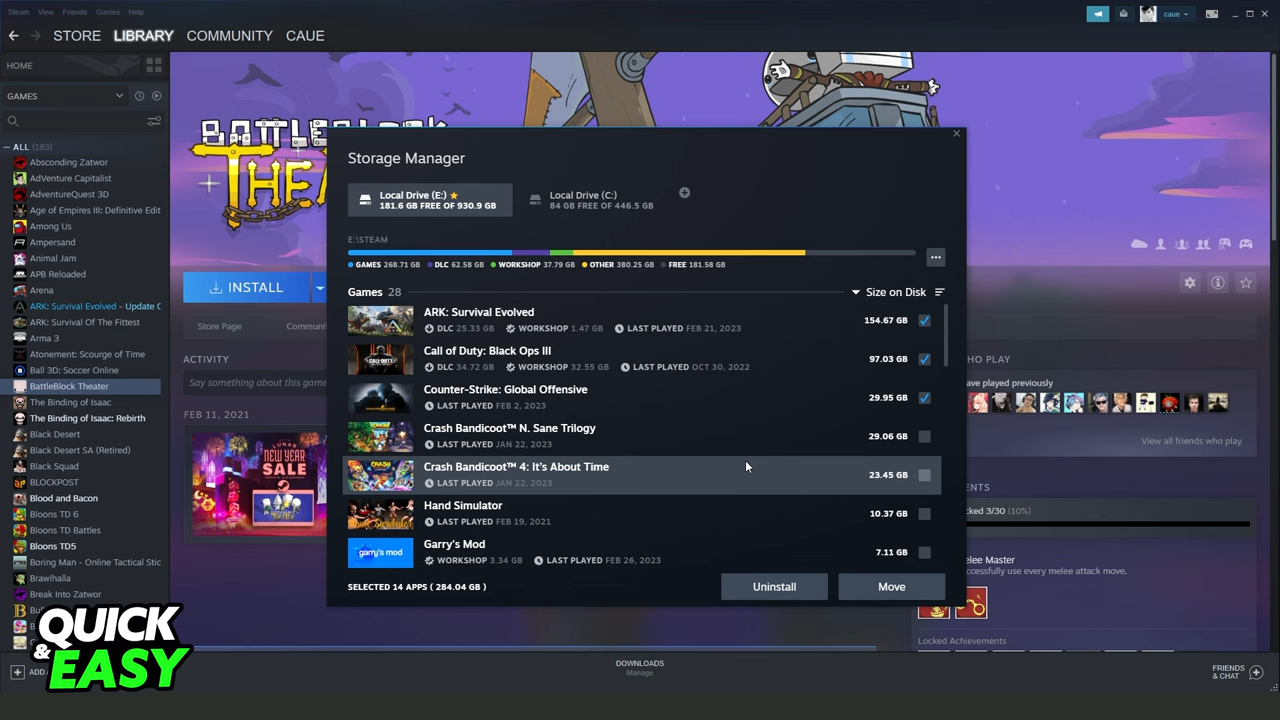 Steam View Friends Games Help
caue
STORE LIBRARY COMMUNITY CAUE
HOME
GAMES
ALL (183)
Absconding Zatwor
AdVenture Capitalist
AdventureQuest 3D
Age of Empires III: Definitive Edit
Among Us
Ampersand
Animal Jam
APB Reloaded
Arena
ARK: Survival Evolved - Update
ARK: Survival Of The Fittest
Arma 3
Atonement: Scourge of Time
Ball 3D: Soccer Online
BattleBlock Theater
The Binding of Isaac
The Binding of Isaac: Rebirth
Black Desert
Black Desert SA (Retired)
Black Squad
BLOCKPOST
Blood and Bacon
Bloons TD 6
Bloons TD Battles
Bloons TD5
Boring Man - Online Tactical Stic
Brawlhalla
Break Into Zatwor
QUICK
& EASY
INSTALL
Store Page
ACTIVITY
Say something about this game
FEB 11, 2021
LUNAR
NEW YEAR
SALE
Storage Manager
Local Drive (E:)
181.6 GB FREE OF 930.9 GB
Local Drive (C:)
84 GB FREE OF 446.5 GB
E:\STEAM
GAMES 268.71 GB DLC 62.58 GB WORKSHOP 37.79 GB OTHER 380.25 GB FREE 181.58 GB
Games 28
Size on Disk
ARK: Survival Evolved
DLC 25.33 GB WORKSHOP 1.47 GB LAST PLAYED FEB 21, 2023
154.67 GB
Call of Duty: Black Ops III
DLC 34.72 GB WORKSHOP 32.55 GB LAST PLAYED OCT 30, 2022
97.03 GB
Counter-Strike: Global Offensive
LAST PLAYED FEB 2, 2023
29.95 GB
Crash Bandicoot™ N. Sane Trilogy
LAST PLAYED JAN 22, 2023
29.06 GB
Crash Bandicoot™ 4: It's About Time
LAST PLAYED JAN 22, 2023
23.45 GB
Hand Simulator
LAST PLAYED FEB 19, 2021
10.37 GB
garry's mod
Garry's Mod
WORKSHOP 3.34 GB LAST PLAYED FEB 26, 2023
7.11 GB
SELECTED 14 APPS ( 284.04 GB )
Uninstall
Move
HO PLAY
ave played previously
View all friends who play
ENTS
cked 3/30 (10%)
elee Master
ccessfully use every melee attack move.
Locked Achievements
DOWNLOADS
Manage
FRIENDS
& CHAT